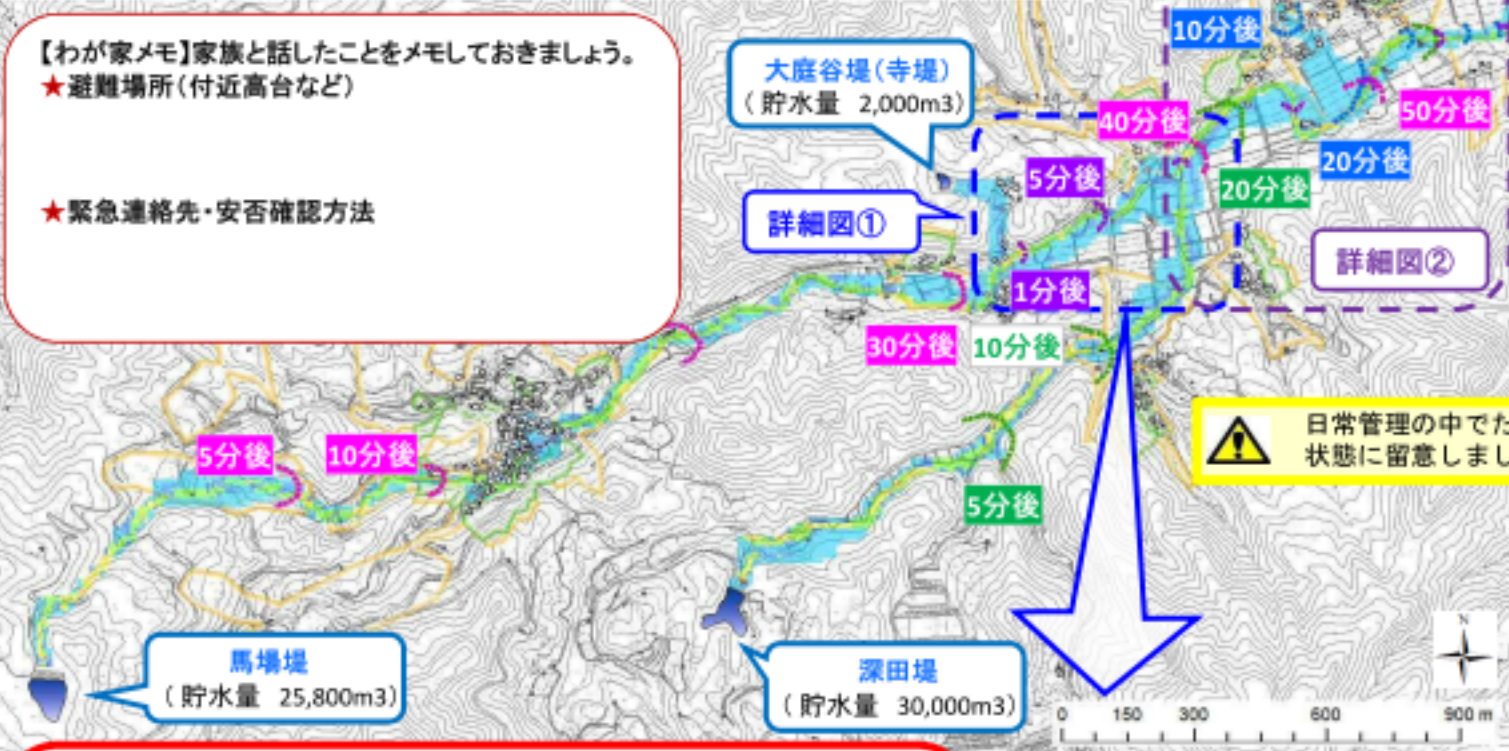 【わが家メモ】家族と話したことをメモしておきましょう。
★避難場所(付近高台など)
★緊急連絡先・安否確認方法
大庭谷堤(寺堤)
(貯水量 2,000m3)
10分後
40分後
50分後
5分後
20分後
20分後
詳細図①
詳細図②
1分後
30分後
10分後
日常管理の中でた
状態に留意しまし
5分後
10分後
5分後
馬場堤
(貯水量 25,800m3)
深田堤
(貯水量 30,000m3)
N
0 150 300 600 900 m